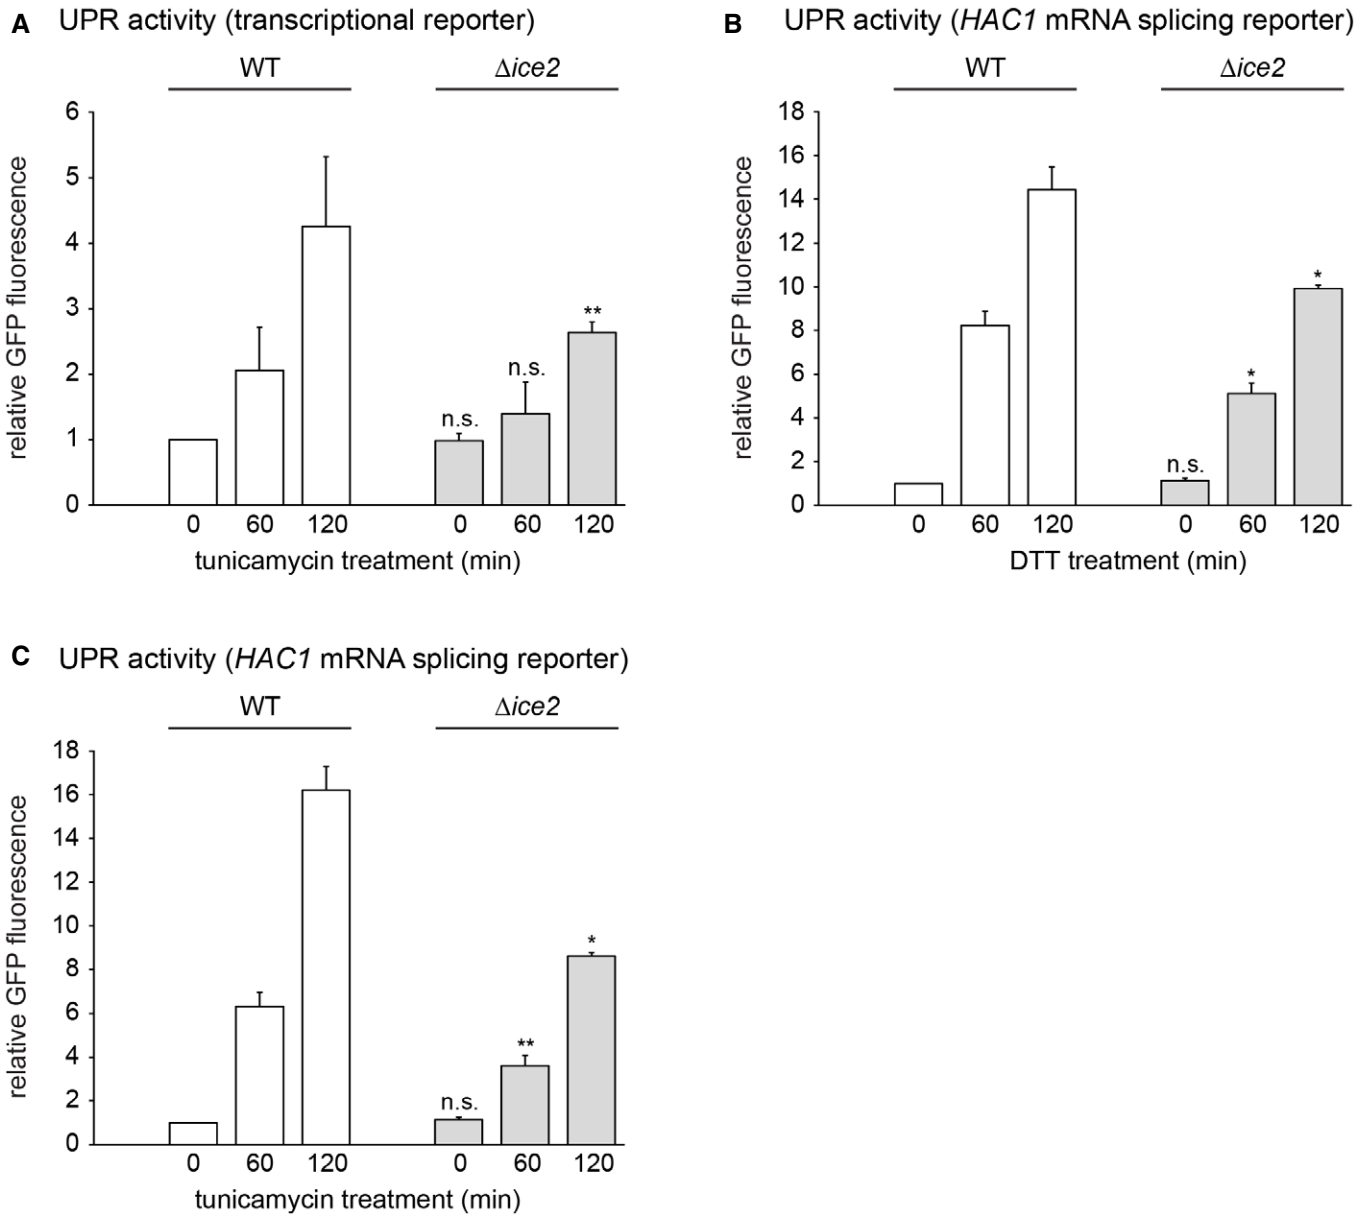 A UPR activity (transcriptional reporter)
WT Δice2
relative GFP fluorescence
6
5
4
3
2
1
0
n.s. n.s. **
0 60 120 0 60 120
tunicamycin treatment (min)
B UPR activity (HAC1 mRNA splicing reporter)
WT Δice2
relative GFP fluorescence
18
16
14
12
10
8
6
4
2
0
n.s. * *
0 60 120 0 60 120
DTT treatment (min)
C UPR activity (HAC1 mRNA splicing reporter)
WT Δice2
relative GFP fluorescence
18
16
14
12
10
8
6
4
2
0
n.s. ** *
0 60 120 0 60 120
tunicamycin treatment (min)